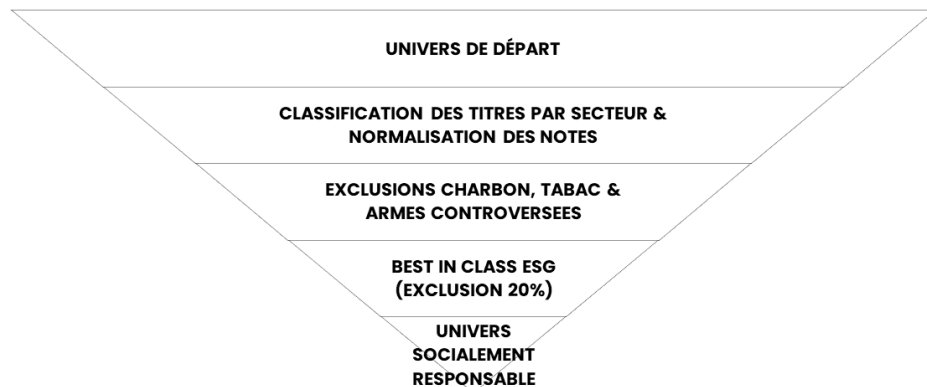 UNIVERS DE DÉPART
CLASSIFICATION DES TITRES PAR SECTEUR &
NORMALISATION DES NOTES
EXCLUSIONS CHARBON, TABAC &
ARMES CONTROVERSEES
BEST IN CLASS ESG
(EXCLUSION 20%)
UNIVERS
SOCIALEMENT
RESPONSABLE